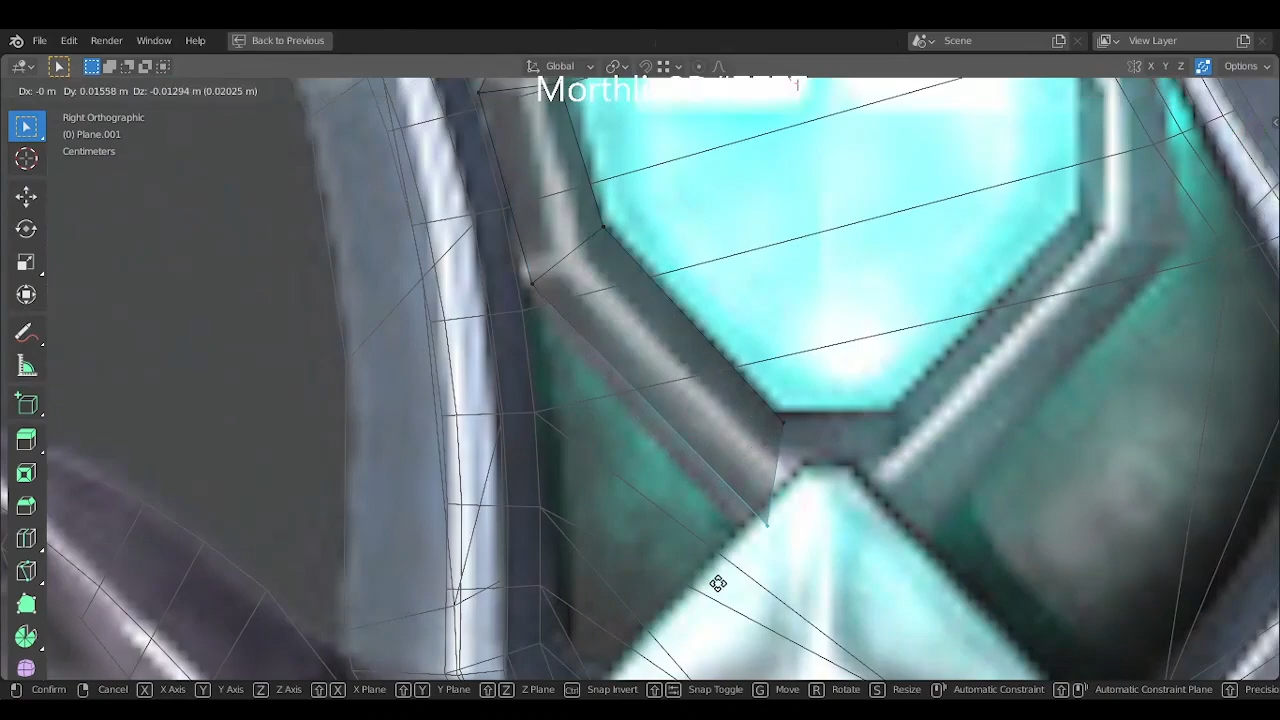 File Edit Render Window Help Back to Previous Scene View Layer
Global X Y Z Options
Dx: -0 m Dy: 0.01558 m Dz: -0.01294 m (0.02025 m)
Right Orthographic
(0) Plane.001
Centimeters
Confirm Cancel X X Axis Y Y Axis Z Z Axis X X Plane Y Y Plane Z Z Plane Ctrl Snap Invert Snap Toggle G Move R Rotate S Resize Automatic Constraint Automatic Constraint Plane Precisio